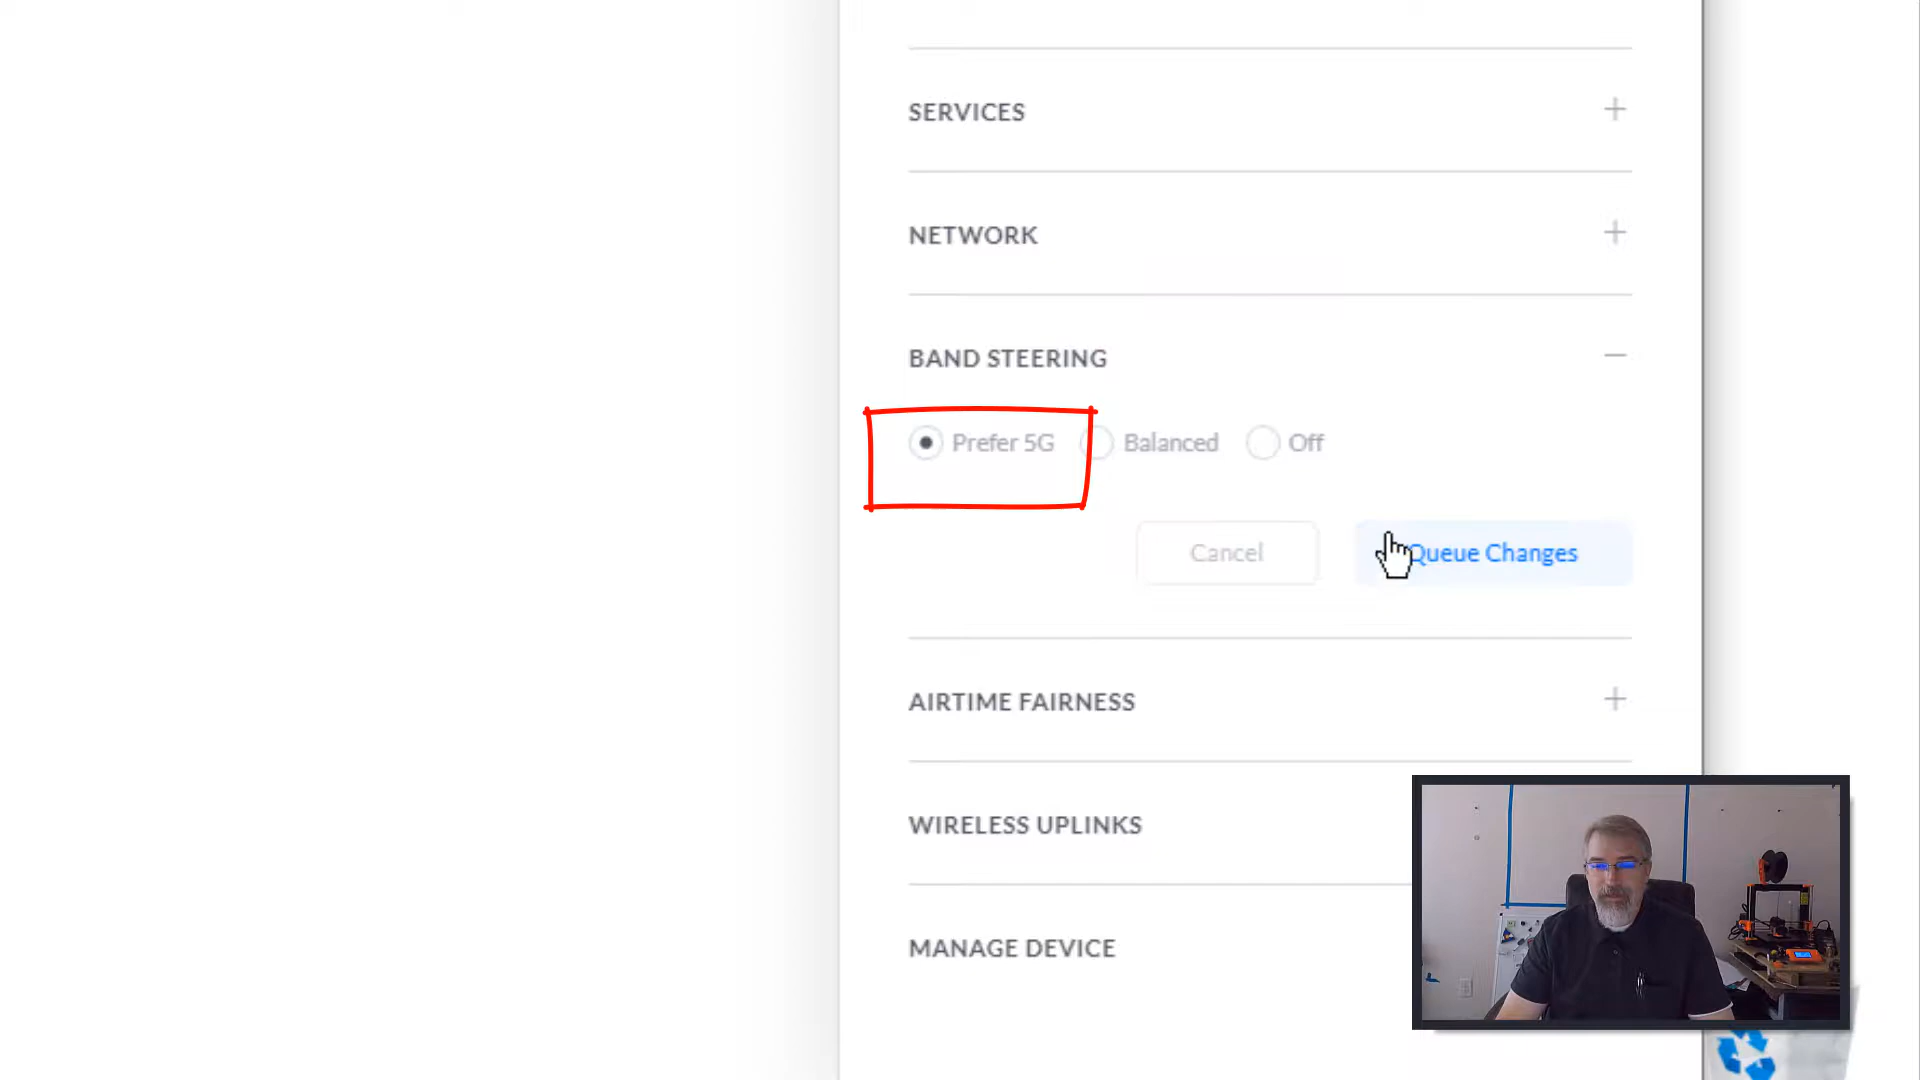 SERVICES
NETWORK
BAND STEERING
Prefer 5G Balanced Off
Cancel Queue Changes
AIRTIME FAIRNESS
WIRELESS UPLINKS
MANAGE DEVICE